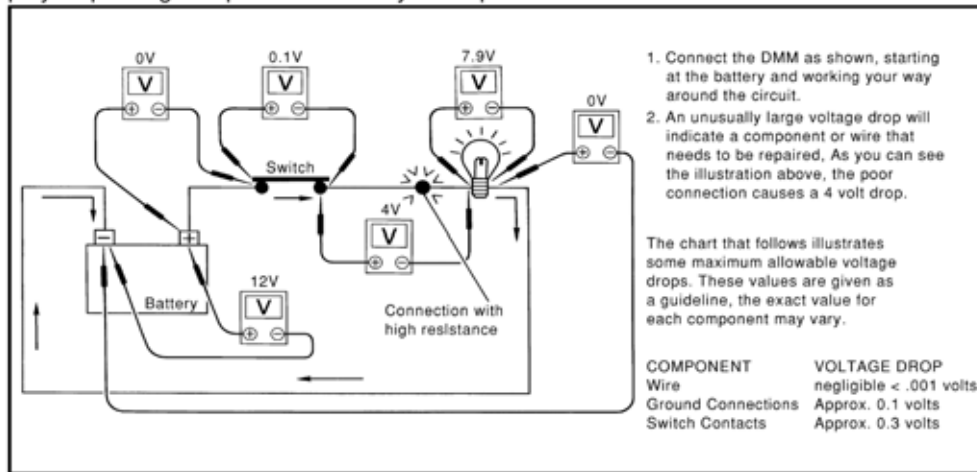 0V
0.1V
7.9V
0V
V
V
V
V
Switch
4V
V
Battery
12V
V
Connection with
high resistance
1. Connect the DMM as shown, starting
at the battery and working your way
around the circuit.
2. An unusually large voltage drop will
indicate a component or wire that
needs to be repaired, As you can see
the illustration above, the poor
connection causes a 4 volt drop.
The chart that follows illustrates
some maximum allowable voltage
drops. These values are given as
a guideline, the exact value for
each component may vary.
COMPONENT VOLTAGE DROP
Wire negligible < .001 volts
Ground Connections Approx. 0.1 volts
Switch Contacts Approx. 0.3 volts